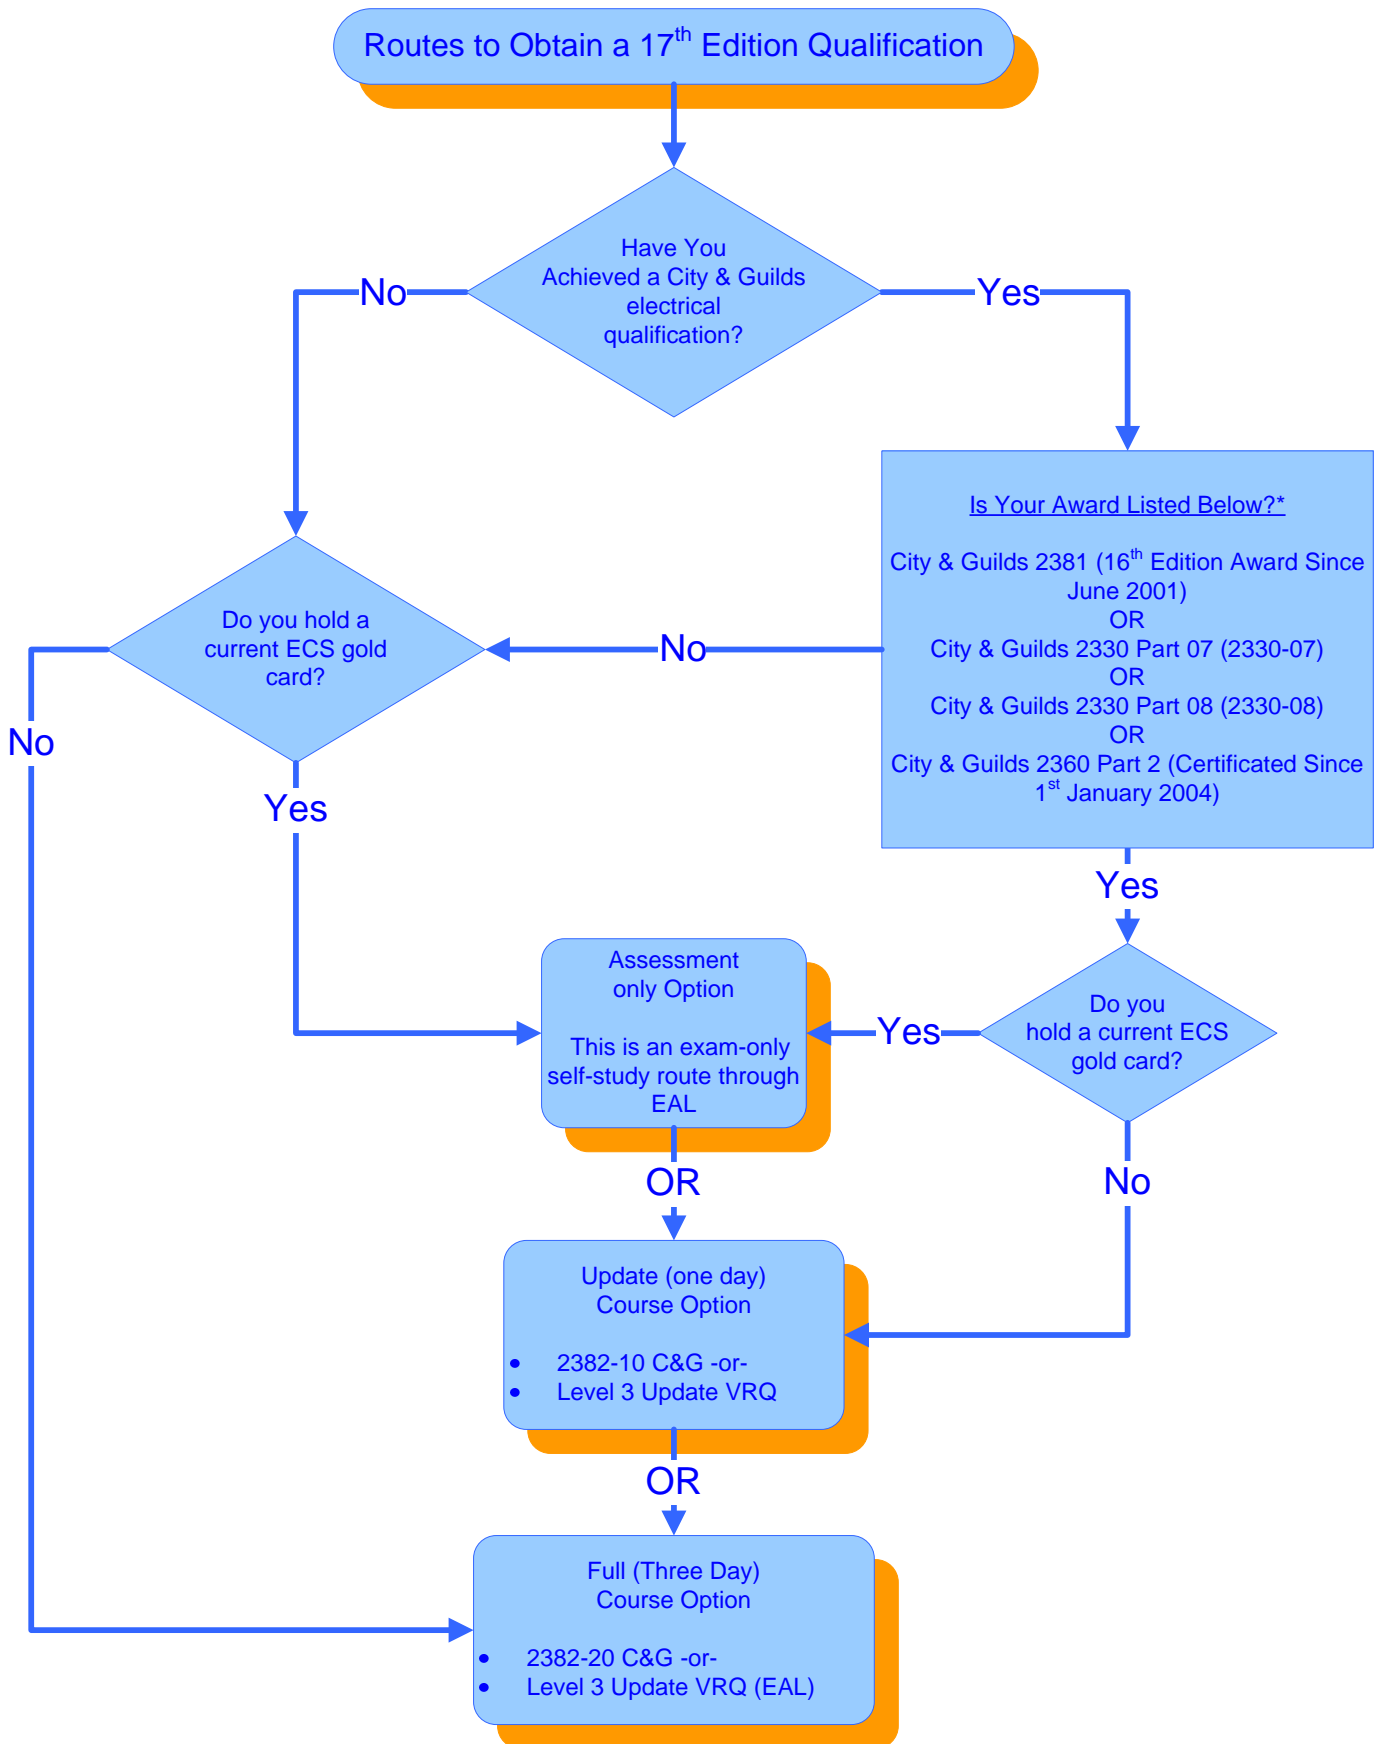 Routes to Obtain a 17th Edition Qualification
Have You
Achieved a City & Guilds
electrical
qualification?
No
Yes
Is Your Award Listed Below?*
City & Guilds 2381 (16th Edition Award Since
June 2001)
OR
City & Guilds 2330 Part 07 (2330-07)
OR
City & Guilds 2330 Part 08 (2330-08)
OR
City & Guilds 2360 Part 2 (Certificated Since
1st January 2004)
Do you hold a
current ECS gold
card?
No
No
Yes
Yes
Assessment
only Option
This is an exam-only
self-study route through
EAL
Yes
Do you
hold a current ECS
gold card?
OR
No
Update (one day)
Course Option
• 2382-10 C&G -or-
• Level 3 Update VRQ
OR
Full (Three Day)
Course Option
• 2382-20 C&G -or-
• Level 3 Update VRQ (EAL)